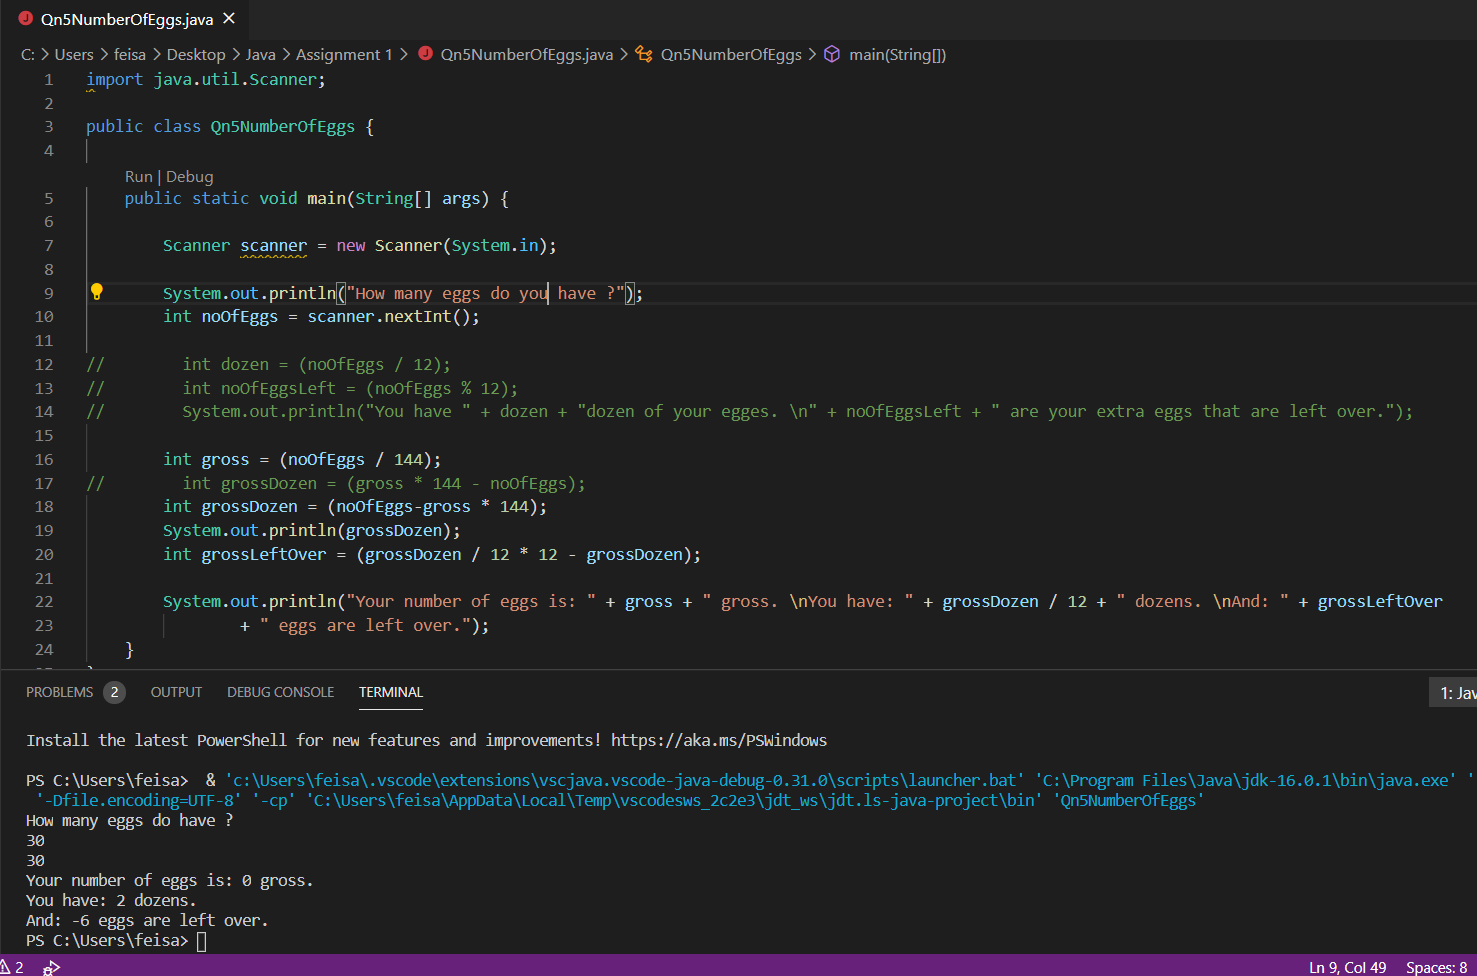 Qn5NumberOfEggs.java
C: > Users > feisa > Desktop > Java > Assignment 1 > Qn5NumberOfEggs.java > Qn5NumberOfEggs > main(String[])
1 import java.util.Scanner;
2
3 public class Qn5NumberOfEggs {
4
Run | Debug
5 public static void main(String[] args) {
6
7 Scanner scanner = new Scanner(System.in);
8
9 System.out.println("How many eggs do you have ?");
10 int noOfEggs = scanner.nextInt();
11
12 // int dozen = (noOfEggs / 12);
13 // int noOfEggsLeft = (noOfEggs % 12);
14 // System.out.println("You have " + dozen + "dozen of your egges. \n" + noOfEggsLeft + " are your extra eggs that are left over.");
15
16 int gross = (noOfEggs / 144);
17 // int grossDozen = (gross * 144 - noOfEggs);
18 int grossDozen = (noOfEggs-gross * 144);
19 System.out.println(grossDozen);
20 int grossLeftOver = (grossDozen / 12 * 12 - grossDozen);
21
22 System.out.println("Your number of eggs is: " + gross + " gross. \nYou have: " + grossDozen / 12 + " dozens. \nAnd: " + grossLeftOver
23 + " eggs are left over.");
24 }
PROBLEMS 2 OUTPUT DEBUG CONSOLE TERMINAL 1: Jav
Install the latest PowerShell for new features and improvements! https://aka.ms/PSWindows
PS C:\Users\feisa> & 'c:\Users\feisa\.vscode\extensions\vscjava.vscode-java-debug-0.31.0\scripts\launcher.bat' 'C:\Program Files\Java\jdk-16.0.1\bin\java.exe' '
'-Dfile.encoding=UTF-8' '-cp' 'C:\Users\feisa\AppData\Local\Temp\vscodesws_2c2e3\jdt_ws\jdt.ls-java-project\bin' 'Qn5NumberOfEggs'
How many eggs do have ?
30
30
Your number of eggs is: 0 gross.
You have: 2 dozens.
And: -6 eggs are left over.
PS C:\Users\feisa>
2 Ln 9, Col 49 Spaces: 8